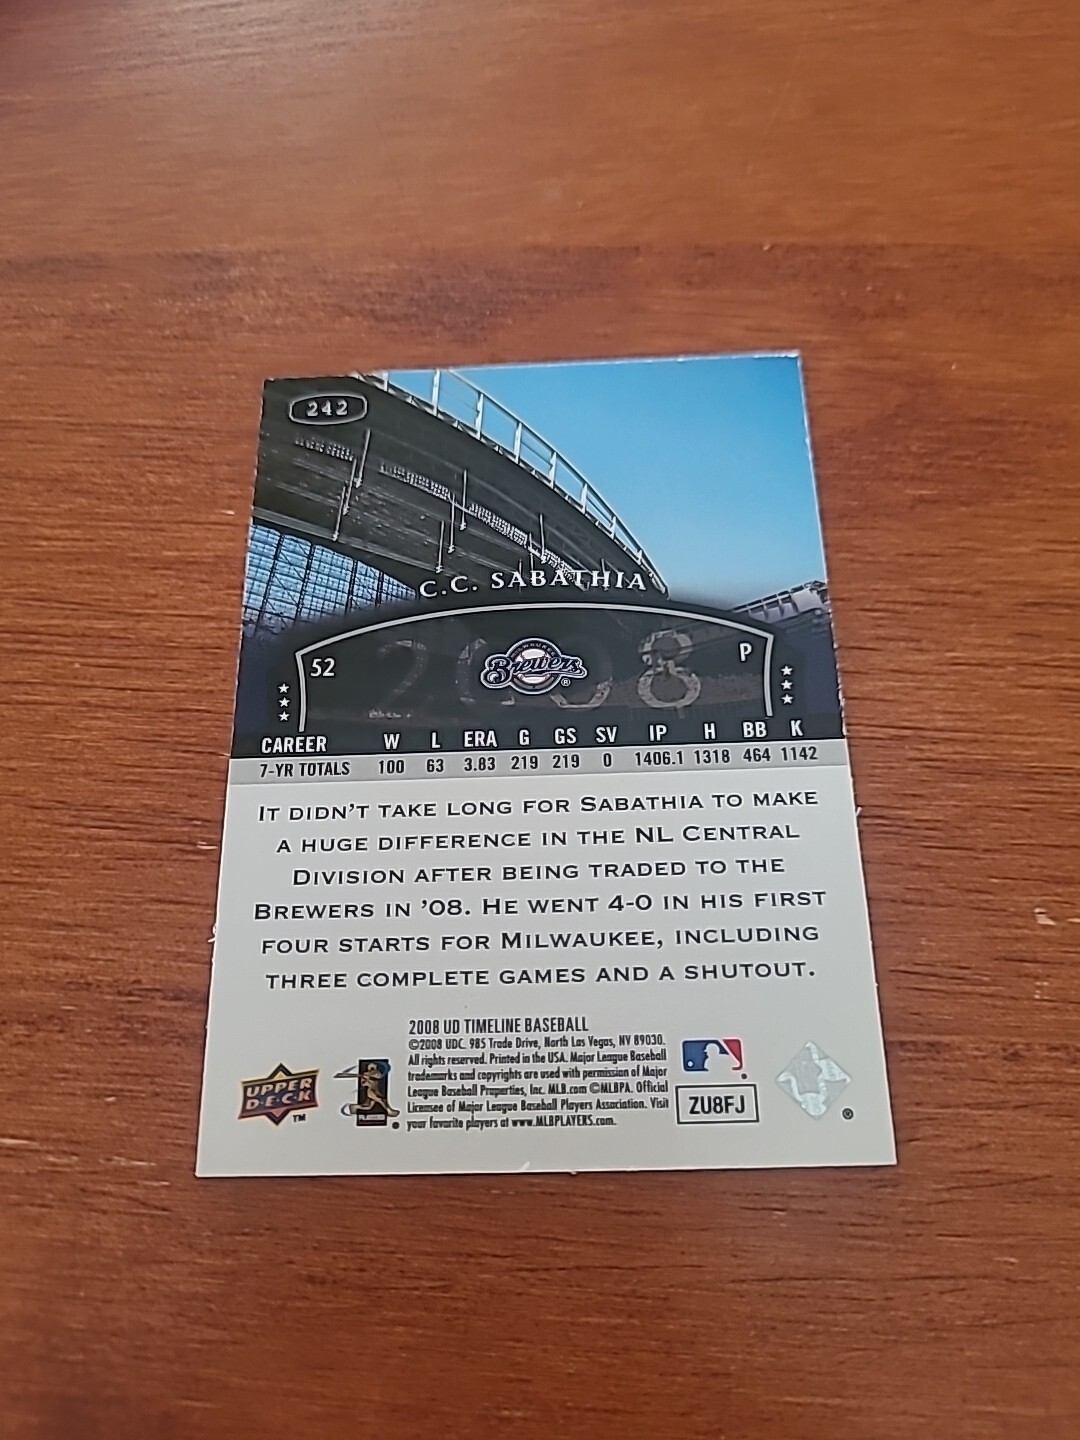 242
C.C. SABATHIA
2008
52
MILWAUKEE
Brewers
®
P
CAREER W L ERA G GS SV IP H BB K
7-YR TOTALS 100 63 3.83 219 219 0 1406.1 1318 464 1142
IT DIDN'T TAKE LONG FOR SABATHIA TO MAKE
A HUGE DIFFERENCE IN THE NL CENTRAL
DIVISION AFTER BEING TRADED TO THE
BREWERS IN '08. HE WENT 4-0 IN HIS FIRST
FOUR STARTS FOR MILWAUKEE, INCLUDING
THREE COMPLETE GAMES AND A SHUTOUT.
2008 UD TIMELINE BASEBALL
©2008 UDC. 985 Trade Drive, North Las Vegas, NV 89030.
All rights reserved. Printed in the USA. Major League Baseball
trademarks and copyrights are used with permission of Major
League Baseball Properties, Inc. MLB.com ©MLBPA. Official
Licensee of Major League Baseball Players Association. Visit
your favorite players at www.MLBPLAYERS.com.
UPPER
DECK
TM
PLAYERS
ZU8FJ
®